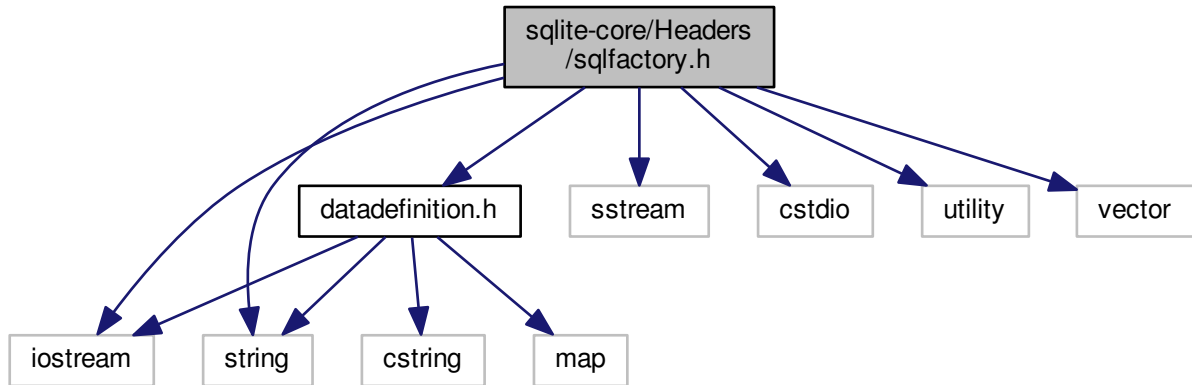 sqlite-core/Headers
/sqlfactory.h
datadefinition.h
sstream
cstdio
utility
vector
iostream
string
cstring
map